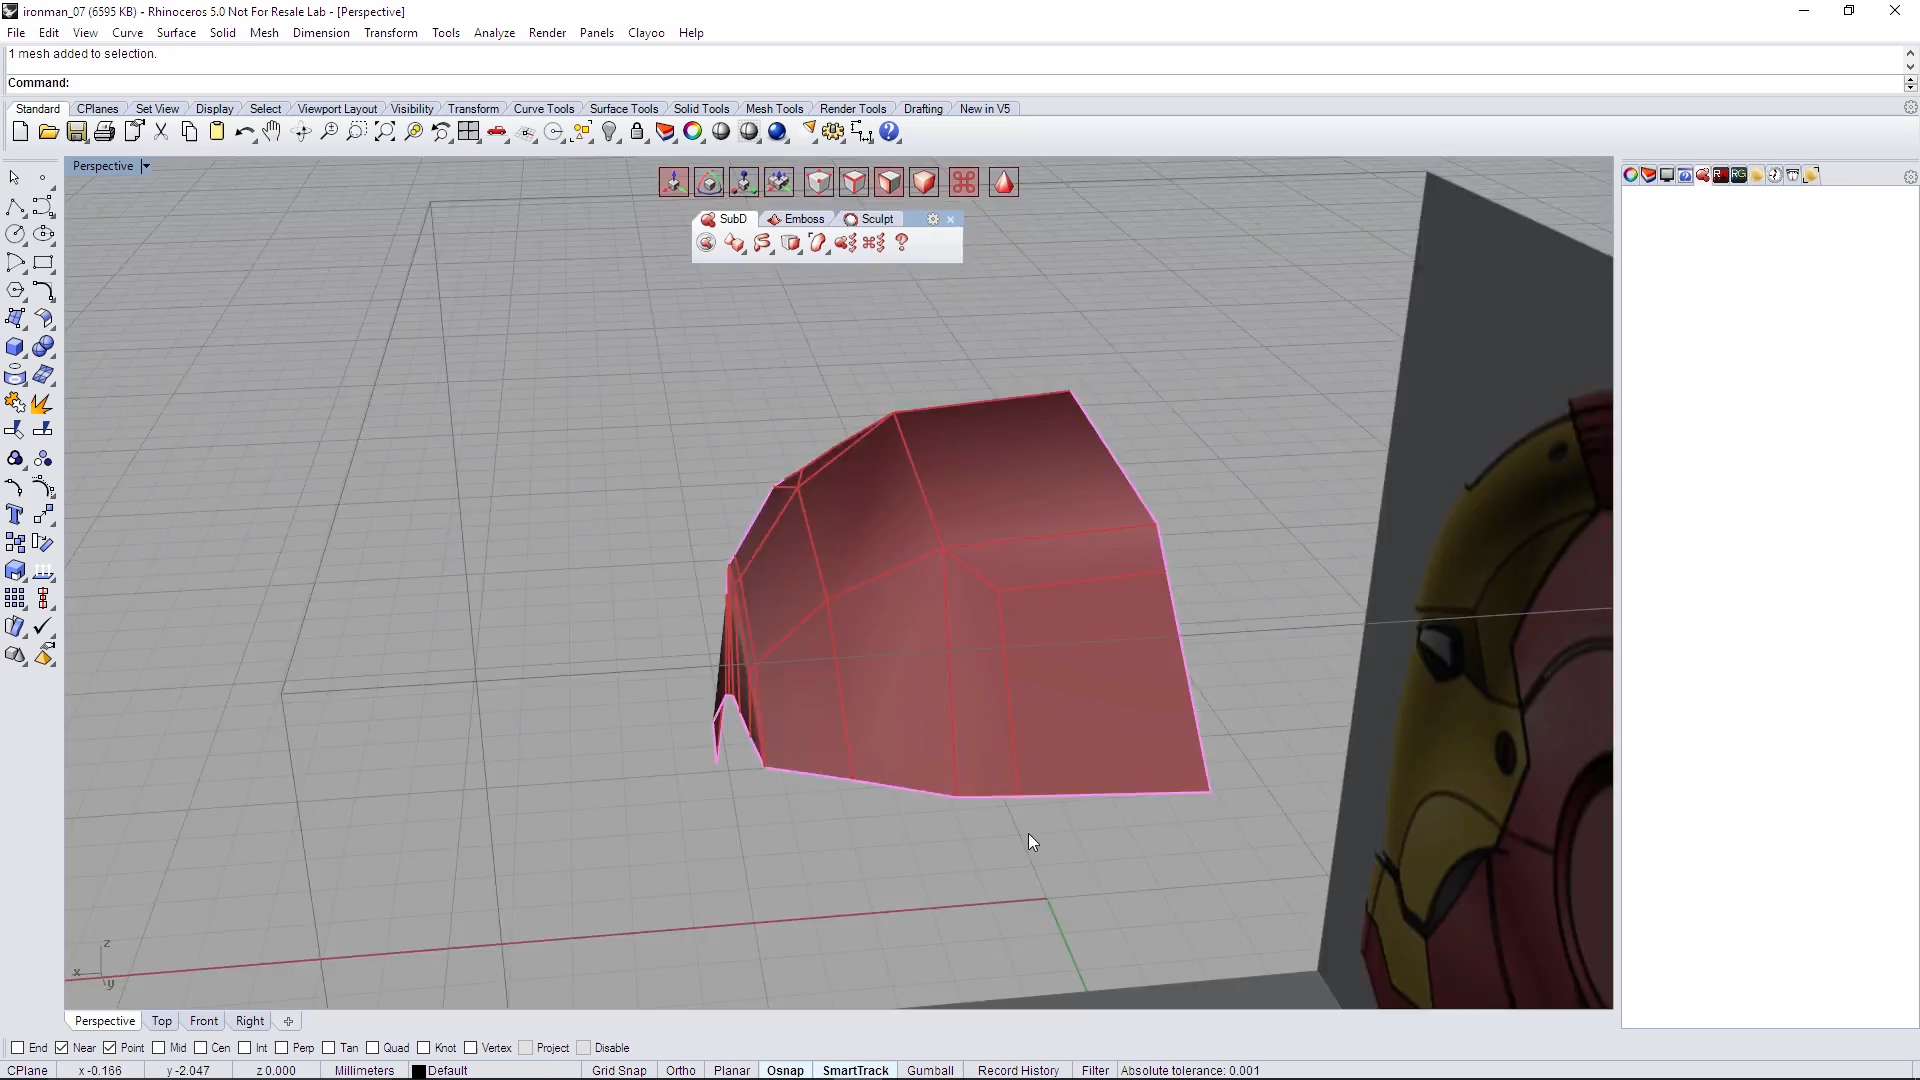 ironman_07 (6595 KB) - Rhinoceros 5.0 Not For Resale Lab - [Perspective]
File Edit View Curve Surface Solid Mesh Dimension Transform Tools Analyze Render Panels Clayoo Help
1 mesh added to selection.
Command:
Standard CPlanes Set View Display Select Viewport Layout Visibility Transform Curve Tools Surface Tools Solid Tools Mesh Tools Render Tools Drafting New in V5
Perspective
SubD Emboss Sculpt
z
x
y
Perspective Top Front Right
End Near Point Mid Cen Int Perp Tan Quad Knot Vertex Project Disable
CPlane x -0.166 y -2.047 z 0.000 Millimeters Default Grid Snap Ortho Planar Osnap SmartTrack Gumball Record History Filter Absolute tolerance: 0.001